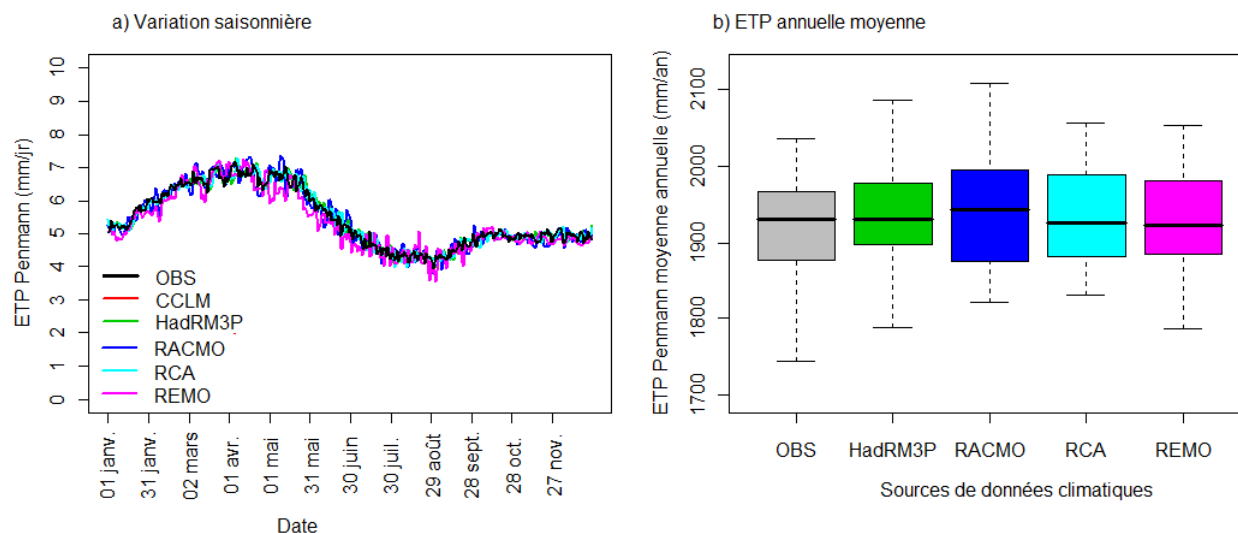 a) Variation saisonnière
ETP Penmann (mm/jr)
10
9
8
7
6
5
4
3
2
1
0
OBS
CCLM
HadRM3P
RACMO
RCA
REMO
01 janv.
31 janv.
02 mars
01 avr.
01 mai
31 mai
30 juin
30 juil.
29 août
28 sept.
28 oct.
27 nov.
Date
b) ETP annuelle moyenne
ETP Penmann moyenne annuelle (mm/an)
2100
2000
1900
1800
1700
OBS
HadRM3P
RACMO
RCA
REMO
Sources de données climatiques